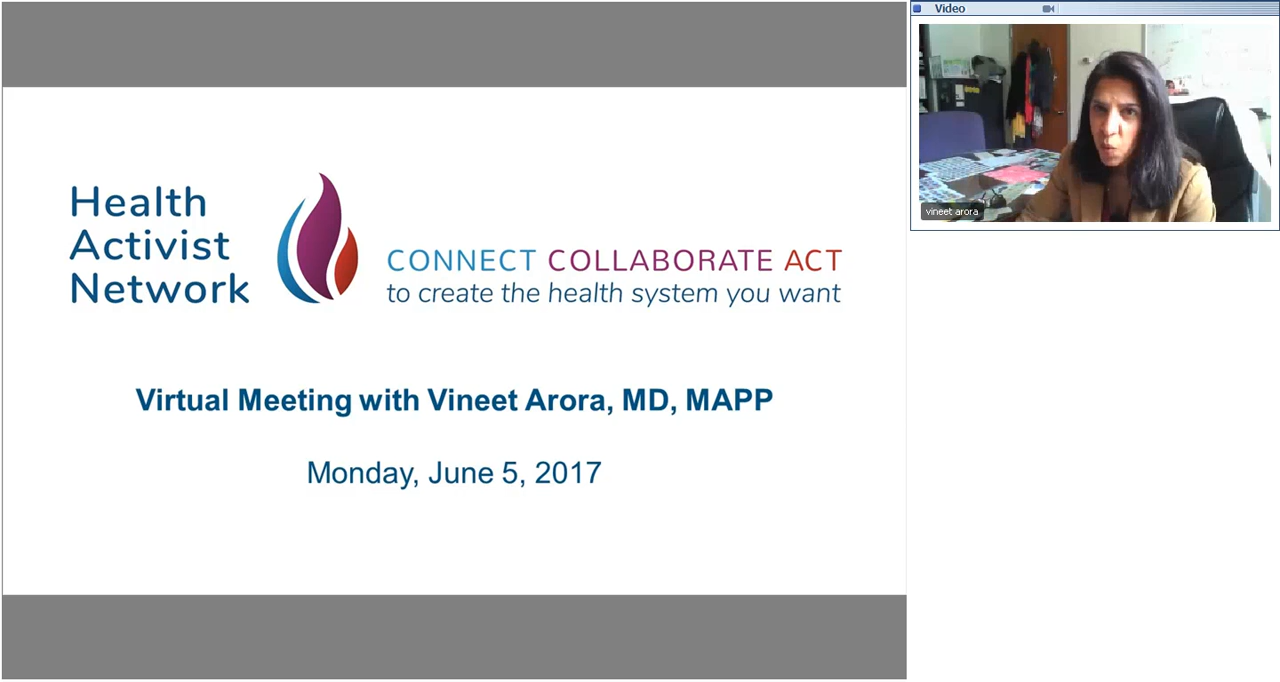 Health
Activist
Network
CONNECT COLLABORATE ACT
to create the health system you want
Virtual Meeting with Vineet Arora, MD, MAPP
Monday, June 5, 2017
Video
vineet arora